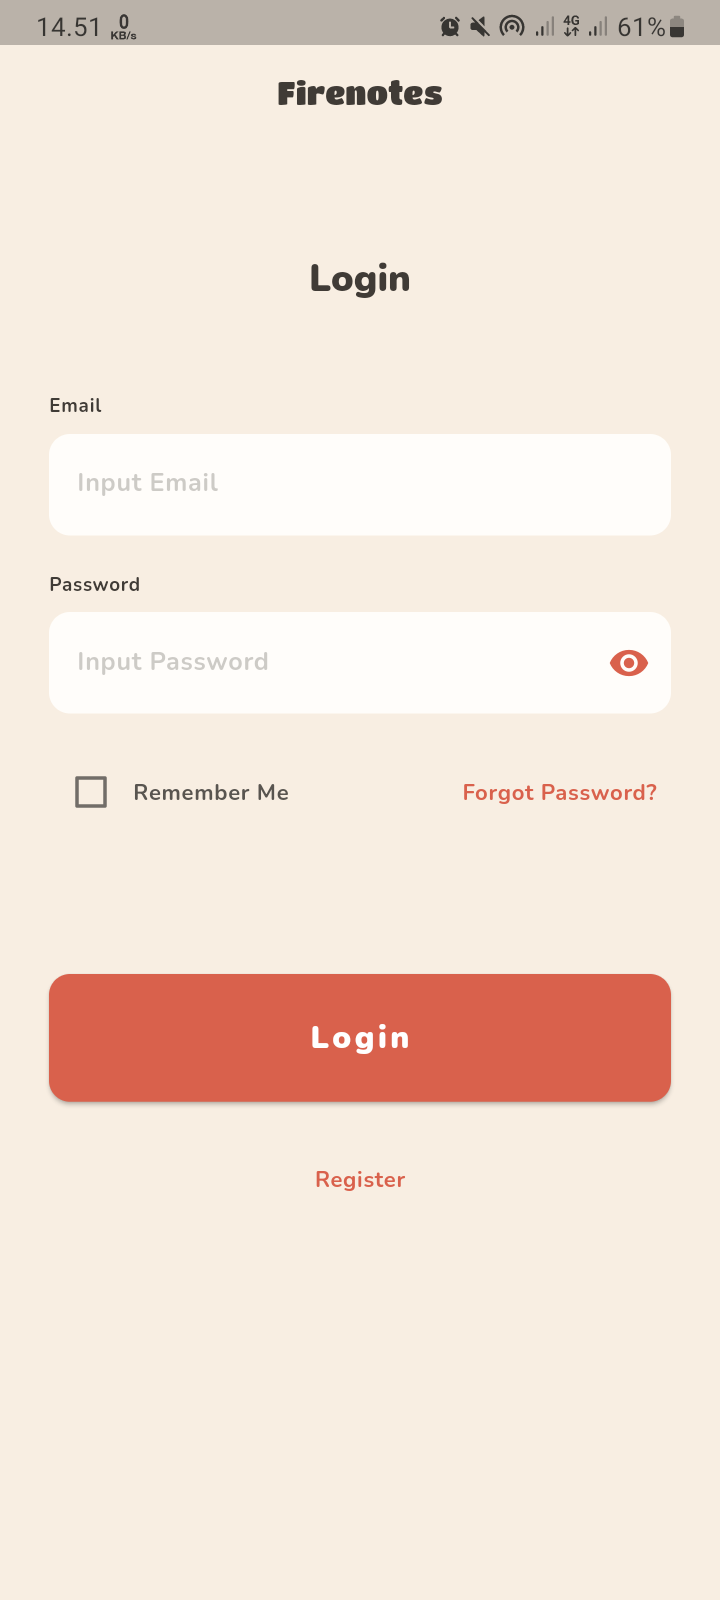 14.51 0 KB/s 4G 61%
Firenotes
Login
Email
Input Email
Password
Input Password
Remember Me Forgot Password?
Login
Register